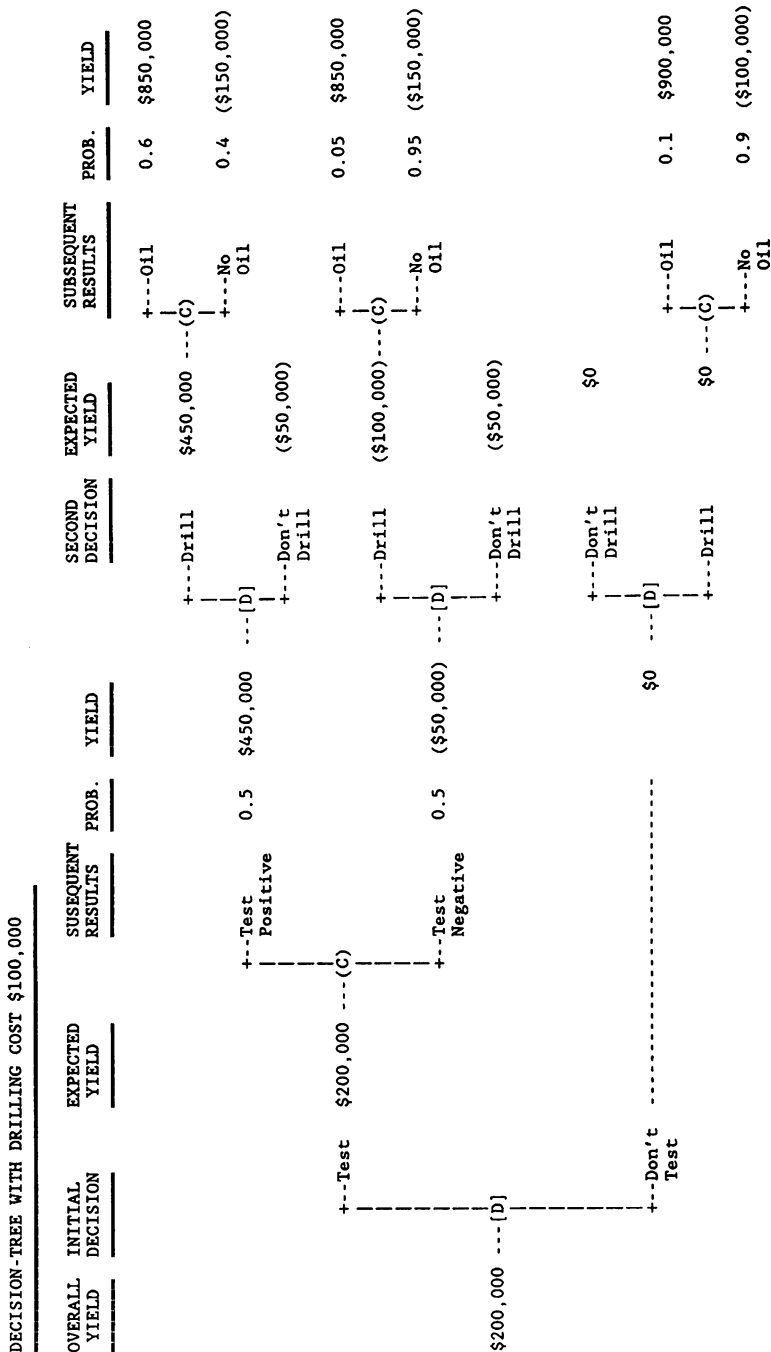 DECISION-TREE WITH DRILLING COST $100,000
OVERALL INITIAL EXPECTED SUSEQUENT SECOND EXPECTED SUBSEQUENT
YIELD DECISION YIELD RESULTS PROB. YIELD DECISION YIELD RESULTS PROB. YIELD
+---Oil 0.6 $850,000
+---Drill $450,000 ---(C)
+---No 0.4 ($150,000)
+--Test 0.5 $450,000 ---[D] Oil
Positive
+---Don't ($50,000)
Drill
+---Test $200,000 ---(C) +---Oil 0.05 $850,000
+---Drill ($100,000)---(C)
+---No 0.95 ($150,000)
+--Test 0.5 ($50,000) ---[D] Oil
Negative
$200,000 ---[D] +---Don't ($50,000)
Drill
+---Don't $0
Drill
+--Don't ------------------------------ $0 ---[D]
Test +---Oil 0.1 $900,000
+---Drill $0 ---(C)
+---No 0.9 ($100,000)
Oil